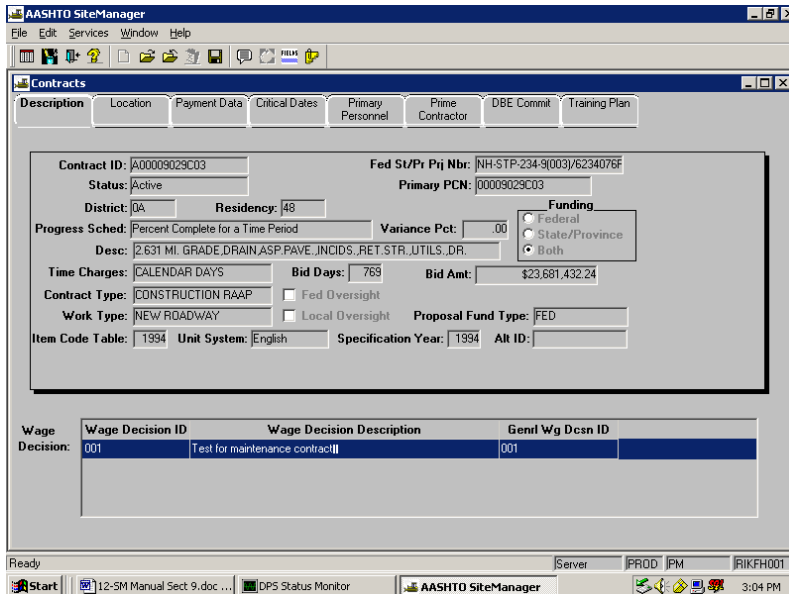 AASHTO SiteManager
File Edit Services Window Help
FIELDS
Contracts
Description Location Payment Data Critical Dates Primary Personnel Prime Contractor DBE Commit Training Plan
Contract ID: A00009029C03 Fed St/Pr Prj Nbr: NH-STP-234-9(003)/6234076F
Status: Active Primary PCN: 00009029C03
District: 0A Residency: 48 Funding
Federal
Progress Sched: Percent Complete for a Time Period Variance Pct: .00 State/Province
Desc: 2.631 MI. GRADE,DRAIN,ASP.PAVE.,INCIDS.,RET.STR.,UTILS.,DR. Both
Time Charges: CALENDAR DAYS Bid Days: 769 Bid Amt: $23,681,432.24
Contract Type: CONSTRUCTION RAAP Fed Oversight
Work Type: NEW ROADWAY Local Oversight Proposal Fund Type: FED
Item Code Table: 1994 Unit System: English Specification Year: 1994 Alt ID:
Wage Decision: Wage Decision ID Wage Decision Description Genrl Wg Dcsn ID
001 Test for maintenance contract|| 001
Ready Server PROD PM RIKFH001
Start 12-SM Manual Sect 9.doc ... DPS Status Monitor AASHTO SiteManager 3:04 PM